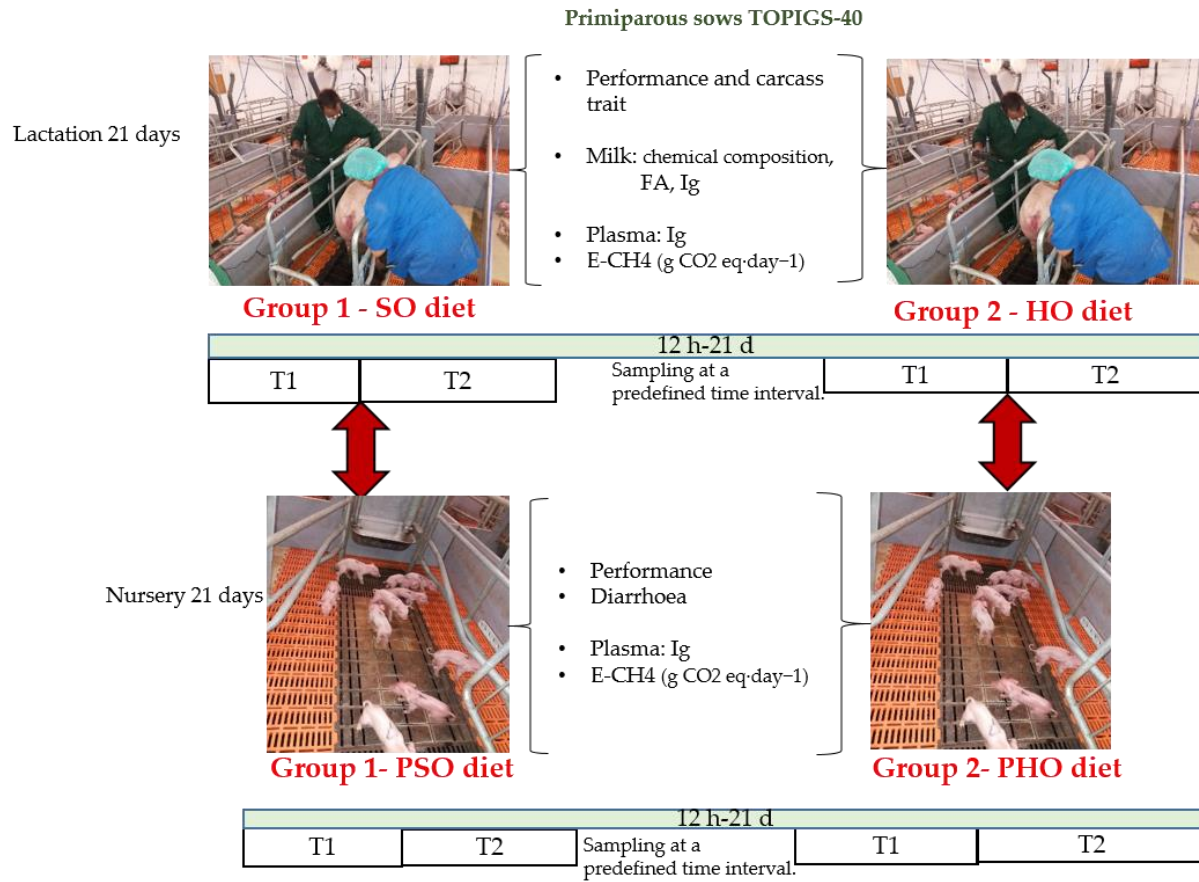 Primiparous sows TOPIGS-40
Lactation 21 days
• Performance and carcass
trait
• Milk: chemical composition,
FA, Ig
• Plasma: Ig
• E-CH4 (g CO2 eq·day−1)
Group 1 - SO diet
Group 2 - HO diet
12 h-21 d
T1
T2
Sampling at a
predefined time interval.
T1
T2
Nursery 21 days
• Performance
• Diarrhoea
• Plasma: Ig
• E-CH4 (g CO2 eq·day−1)
Group 1- PSO diet
Group 2- PHO diet
12 h-21 d
T1
T2
Sampling at a
predefined time interval.
T1
T2